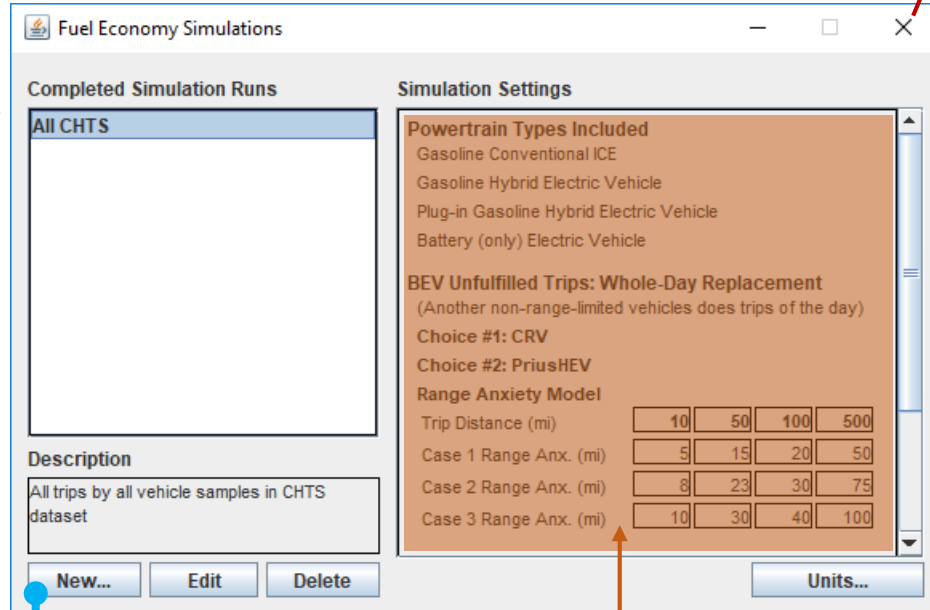 Fuel Economy Simulations
Completed Simulation Runs
All CHTS
Description
All trips by all vehicle samples in CHTS
dataset
New...
Edit
Delete
Simulation Settings
Powertrain Types Included
Gasoline Conventional ICE
Gasoline Hybrid Electric Vehicle
Plug-in Gasoline Hybrid Electric Vehicle
Battery (only) Electric Vehicle
BEV Unfulfilled Trips: Whole-Day Replacement
(Another non-range-limited vehicles does trips of the day)
Choice #1: CRV
Choice #2: PriusHEV
Range Anxiety Model
Trip Distance (mi) 10 50 100 500
Case 1 Range Anx. (mi) 5 15 20 50
Case 2 Range Anx. (mi) 8 23 30 75
Case 3 Range Anx. (mi) 10 30 40 100
Units...